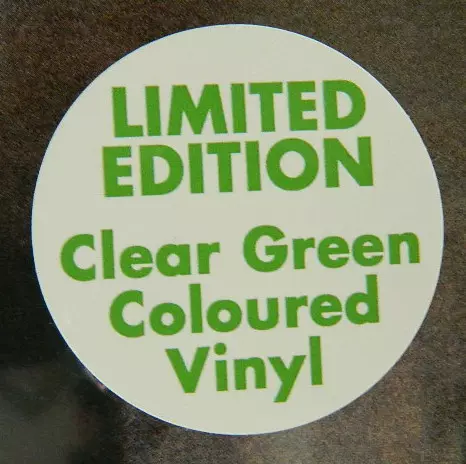 LIMITED
EDITION
Clear Green
Coloured
Vinyl